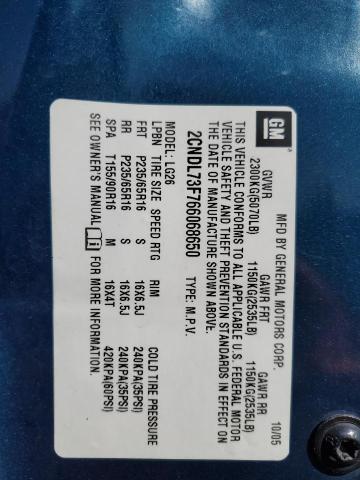 GM
MFD BY GENERAL MOTORS CORP. 10/05
GVWR GAWR FRT GAWR RR
2300KG(5070LB) 1150KG(2535LB) 1150KG(2535LB)
THIS VEHICLE CONFORMS TO ALL APPLICABLE U.S. FEDERAL MOTOR
VEHICLE SAFETY AND THEFT PREVENTION STANDARDS IN EFFECT ON
THE DATE OF MANUFACTURE SHOWN ABOVE.
2CNDL73F766068650 TYPE: M.P.V.
MODEL: LG26
LPBN TIRE SIZE SPEED RTG RIM COLD TIRE PRESSURE
FRT P235/65R16 S 16X6.5J 240KPA(35PSI)
RR P235/65R16 S 16X6.5J 240KPA(35PSI)
SPA T155/90R16 M 16X4T 420KPA(60PSI)
SEE OWNER'S MANUAL i FOR MORE INFORMATION.